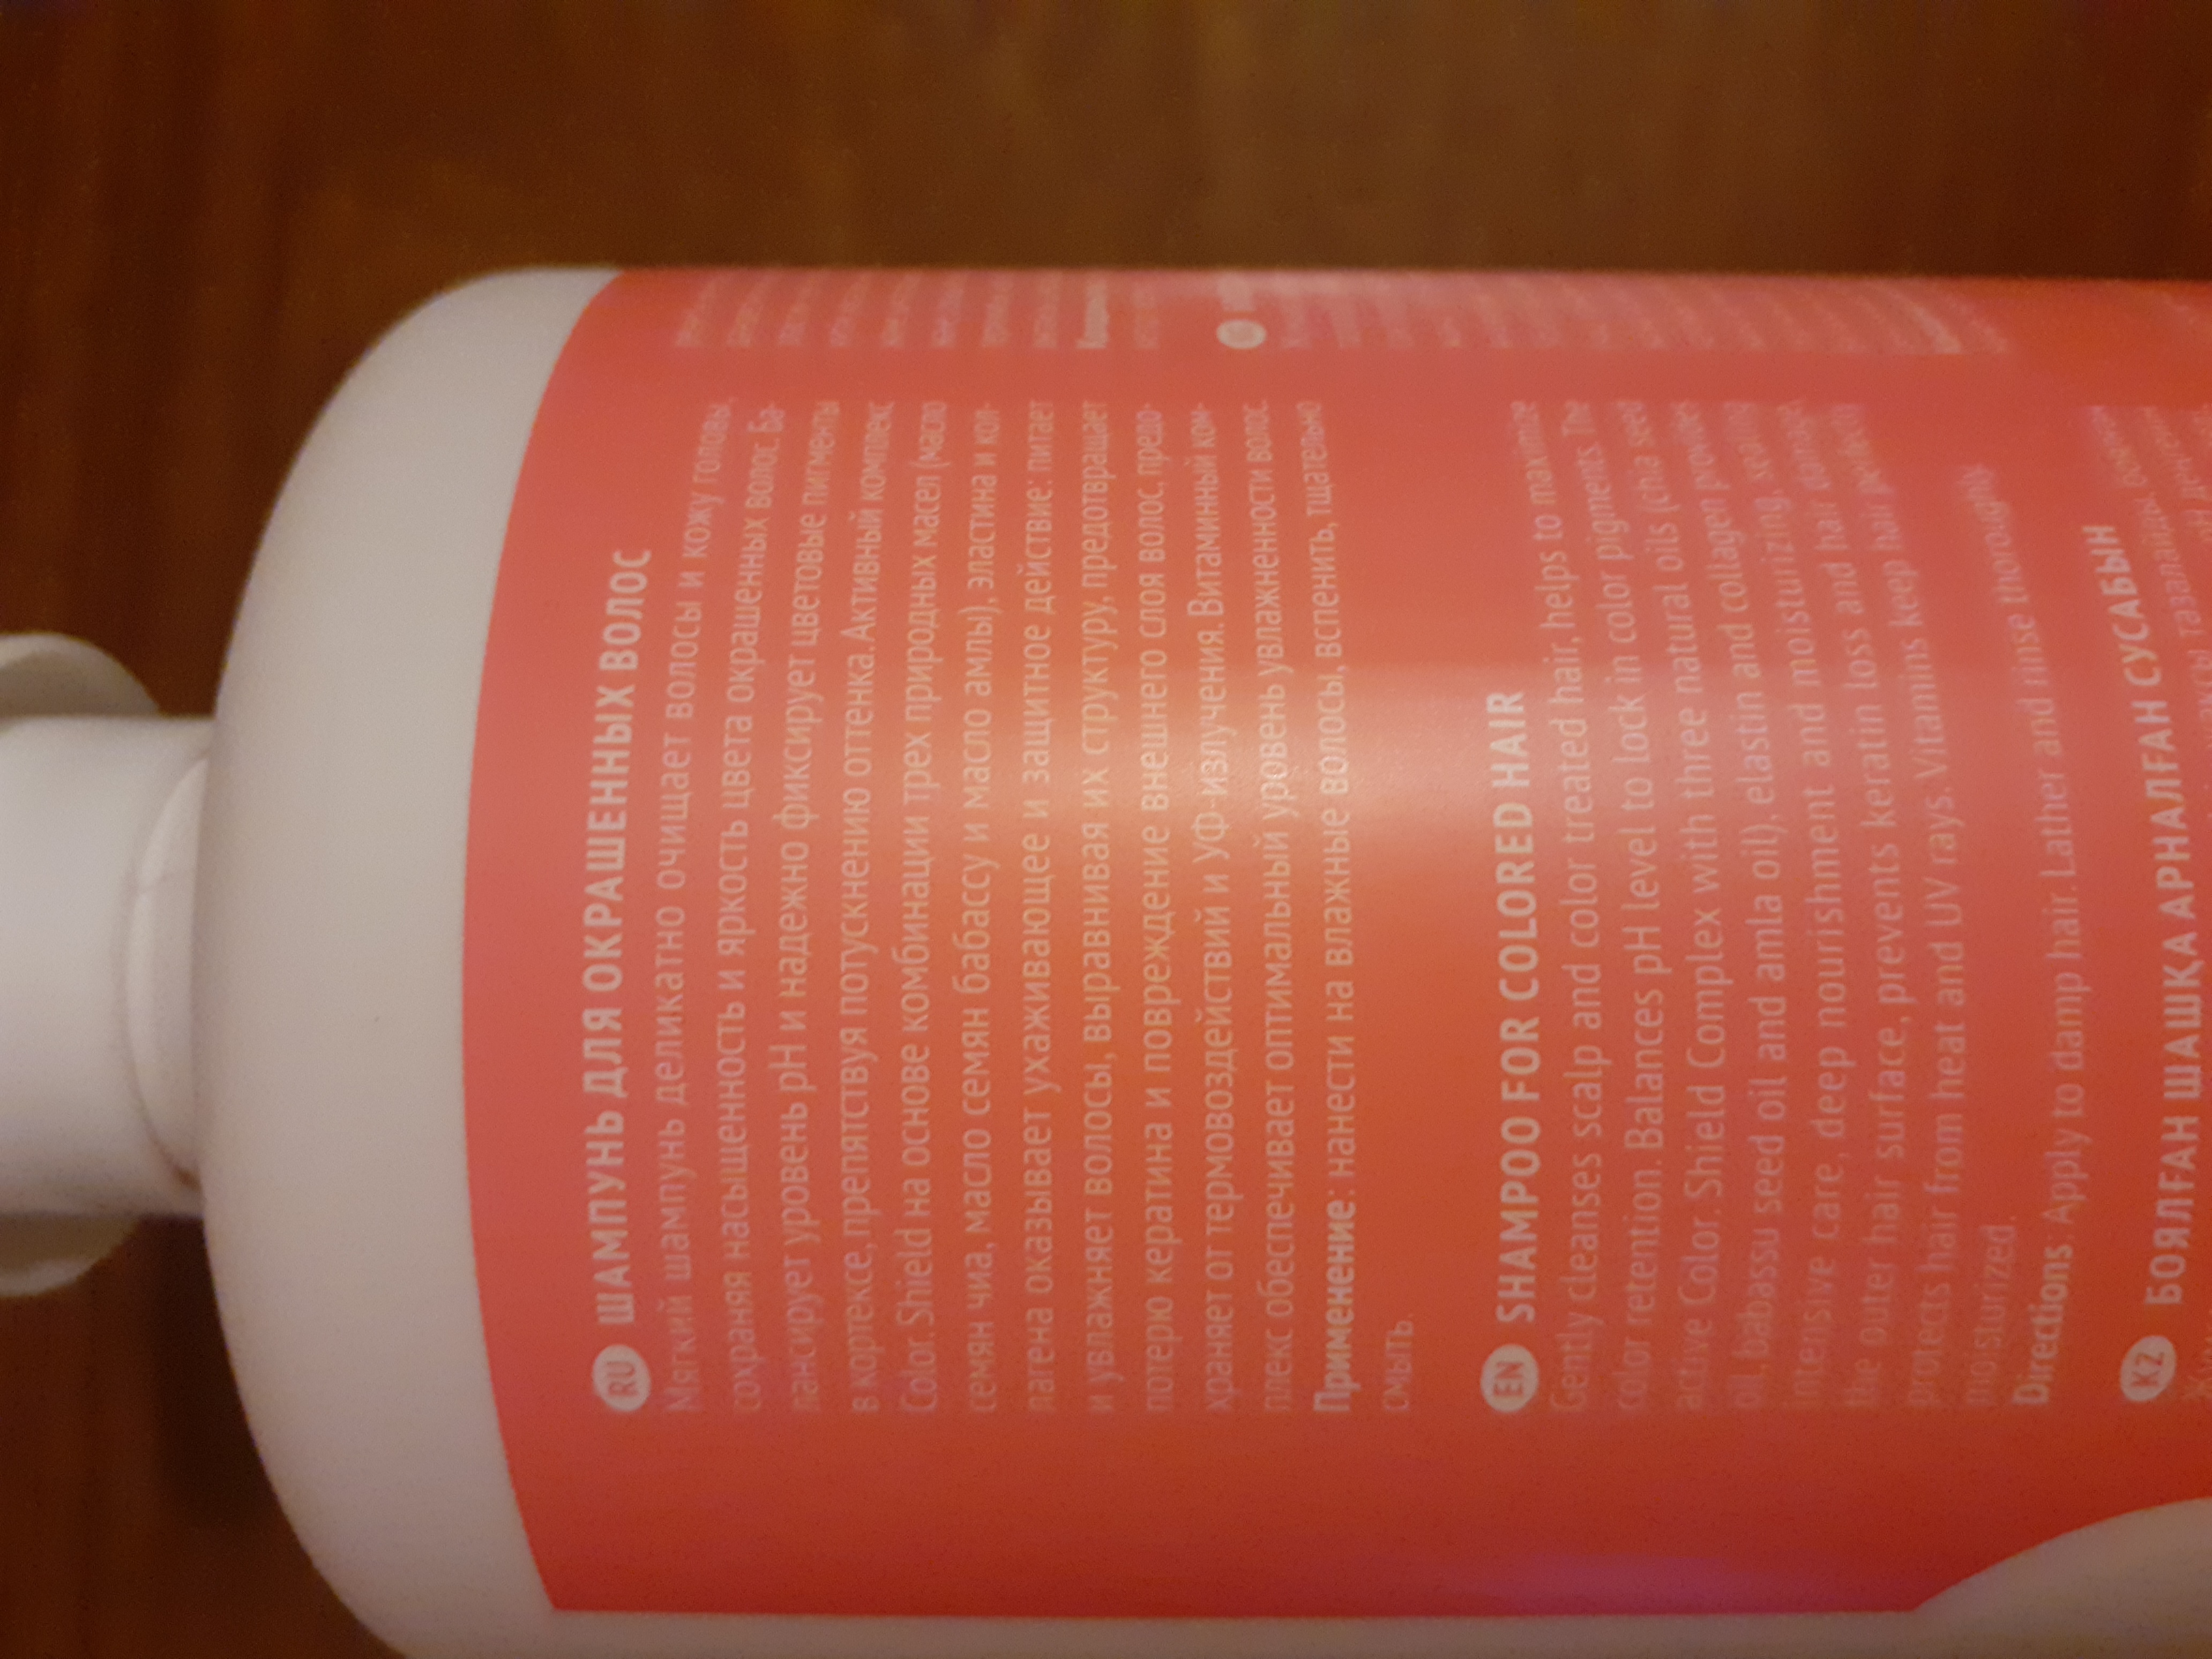 RU ШАМПУНЬ ДЛЯ ОКРАШЕННЫХ ВОЛОС
Мягкий шампунь деликатно очищает волосы и кожу головы,
сохраняя насыщенность и яркость цвета окрашенных волос. Ба-
лансирует уровень pH и надежно фиксирует цветовые пигменты
в кортексе, препятствуя потускнению оттенка. Активный комплекс
Color. Shield на основе комбинации трех природных масел (масло
семян чиа, масло семян бабассу и масло амлы), эластина и кол-
лагена оказывает ухаживающее и защитное действие: питает
и увлажняет волосы, выравнивая их структуру, предотвращает
потерю кератина и повреждение внешнего слоя волос, предо-
храняет от термовоздействий и УФ-излучения. Витаминный ком-
плекс обеспечивает оптимальный уровень увлажненности волос.
Применение: нанести на влажные волосы, вспенить, тщательно
смыть.
EN SHAMPOO FOR COLORED HAIR
Gently cleanses scalp and color treated hair, helps to maximize
color retention. Balances pH level to lock in color pigments. The
active Color. Shield Complex with three natural oils (chia seed
oil, babassu seed oil and amla oil), elastin and collagen provides
intensive care, deep nourishment and moisturizing, searing
the outer hair surface, prevents keratin loss and hair damage,
protects hair from heat and UV rays. Vitamins keep hair perfectly
moisturized.
Directions: Apply to damp hair. Lather and rinse thoroughly.
KZ БОЯЛҒАН ШАШҚА АРНАЛҒАН СУСАБЫН
тазалайды, боялған